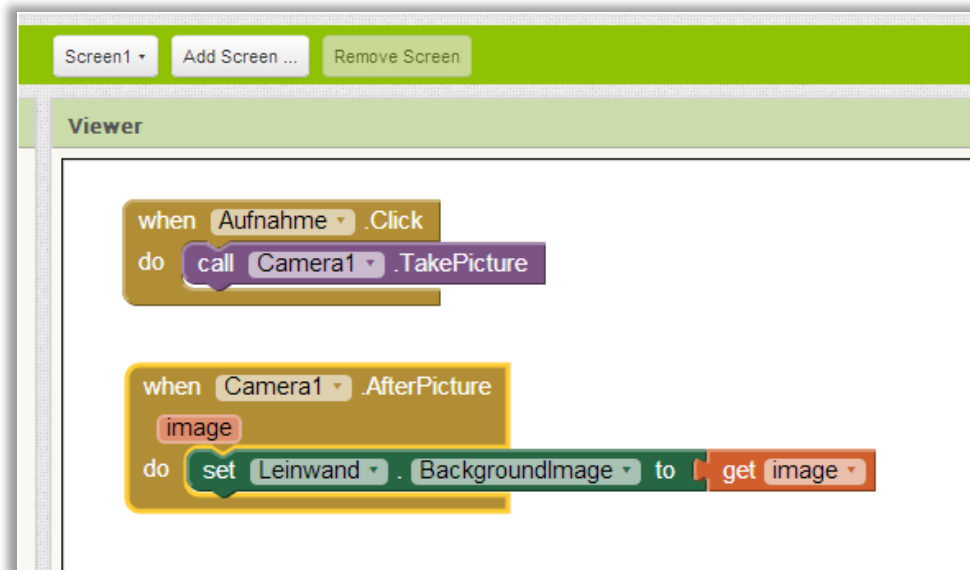 Screen1 Add Screen ... Remove Screen
Viewer
when Aufnahme .Click
do call Camera1 .TakePicture
when Camera1 .AfterPicture
image
do set Leinwand . BackgroundImage to get image